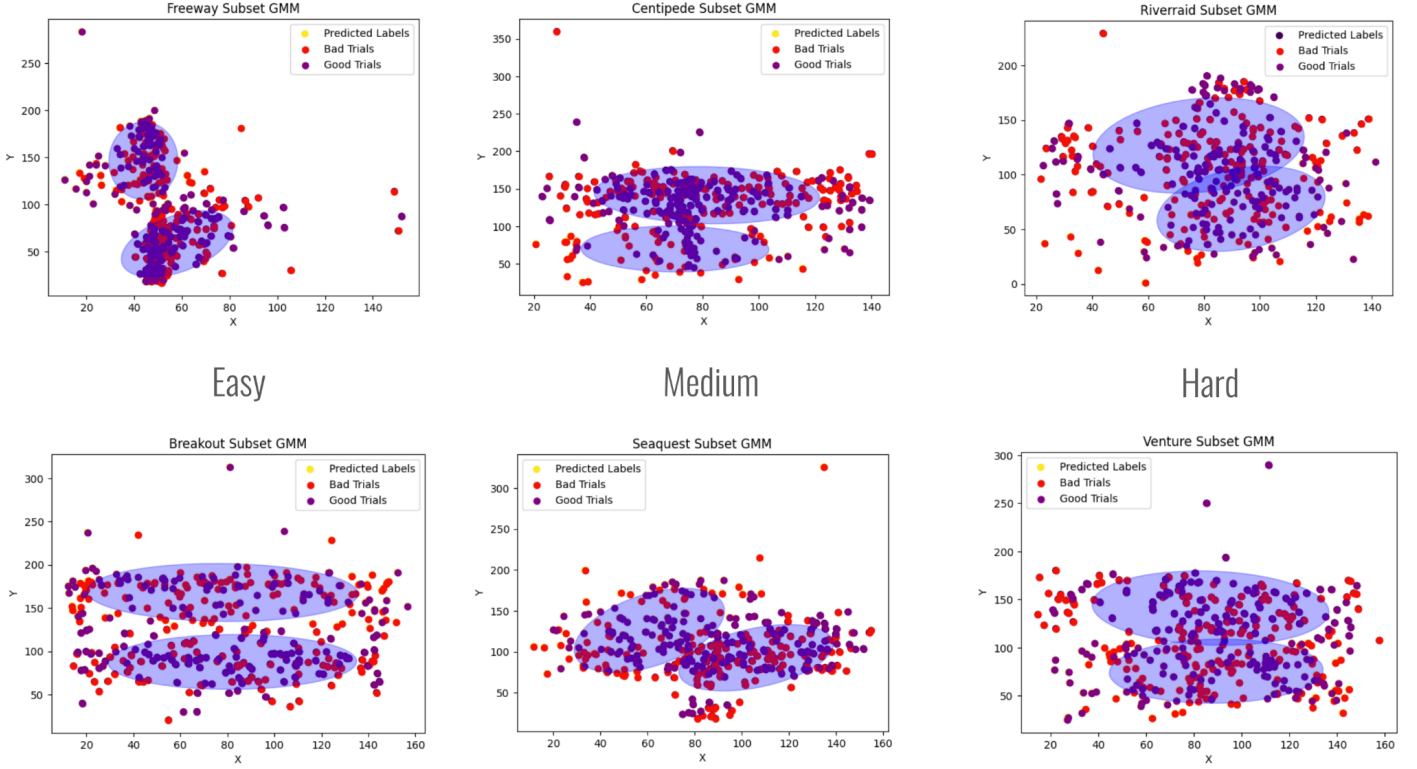 Freeway Subset GMM
Predicted Labels
Bad Trials
Good Trials
250
200
150
100
50
Y
20 40 60 80 100 120 140
X
Centipede Subset GMM
Predicted Labels
Bad Trials
Good Trials
350
300
250
200
150
100
50
Y
20 40 60 80 100 120 140
X
Riverraid Subset GMM
Predicted Labels
Bad Trials
Good Trials
200
150
100
50
0
Y
20 40 60 80 100 120 140
X
Easy
Medium
Hard
Breakout Subset GMM
Predicted Labels
Bad Trials
Good Trials
300
250
200
150
100
50
Y
20 40 60 80 100 120 140 160
X
Seaquest Subset GMM
Predicted Labels
Bad Trials
Good Trials
300
250
200
150
100
50
Y
20 40 60 80 100 120 140 160
X
Venture Subset GMM
Predicted Labels
Bad Trials
Good Trials
300
250
200
150
100
50
Y
20 40 60 80 100 120 140 160
X